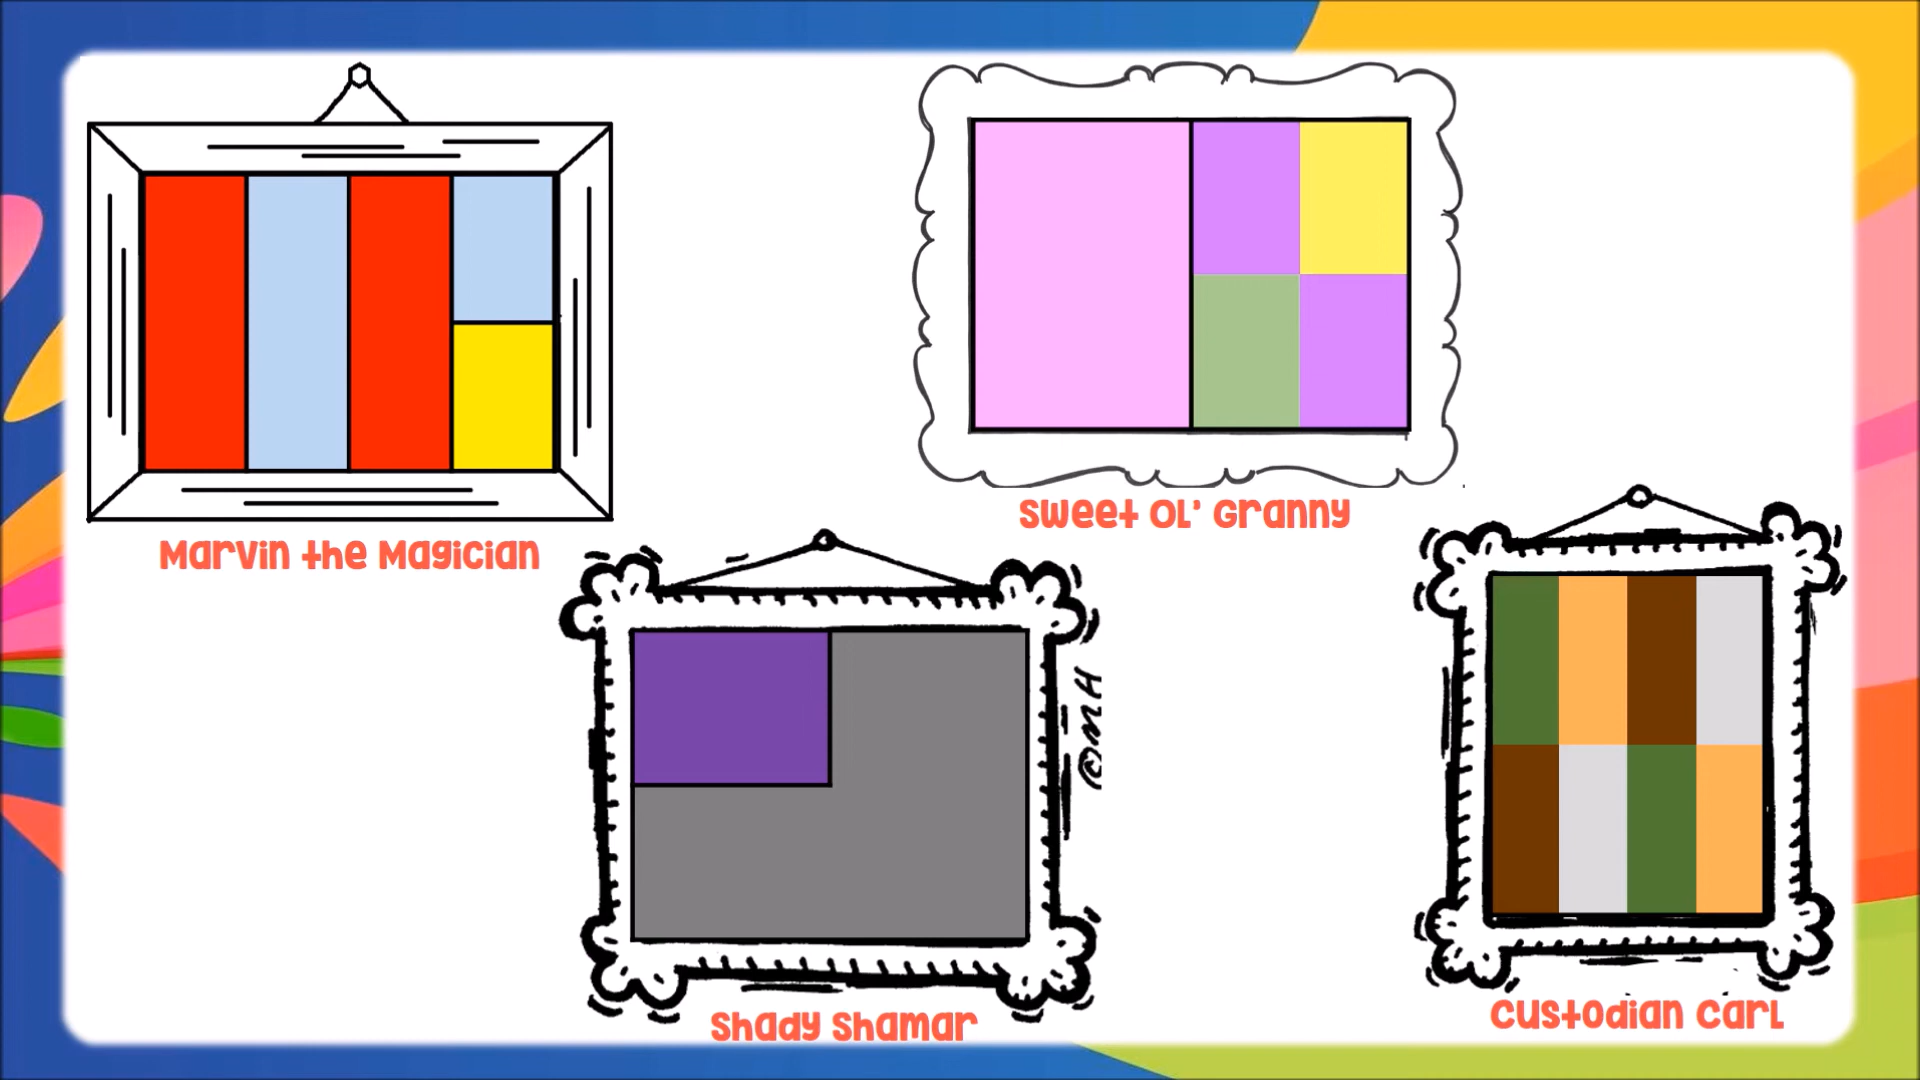 Marvin the Magician
Sweet Ol' Granny
©MH
Shady Shamar
Custodian Carl